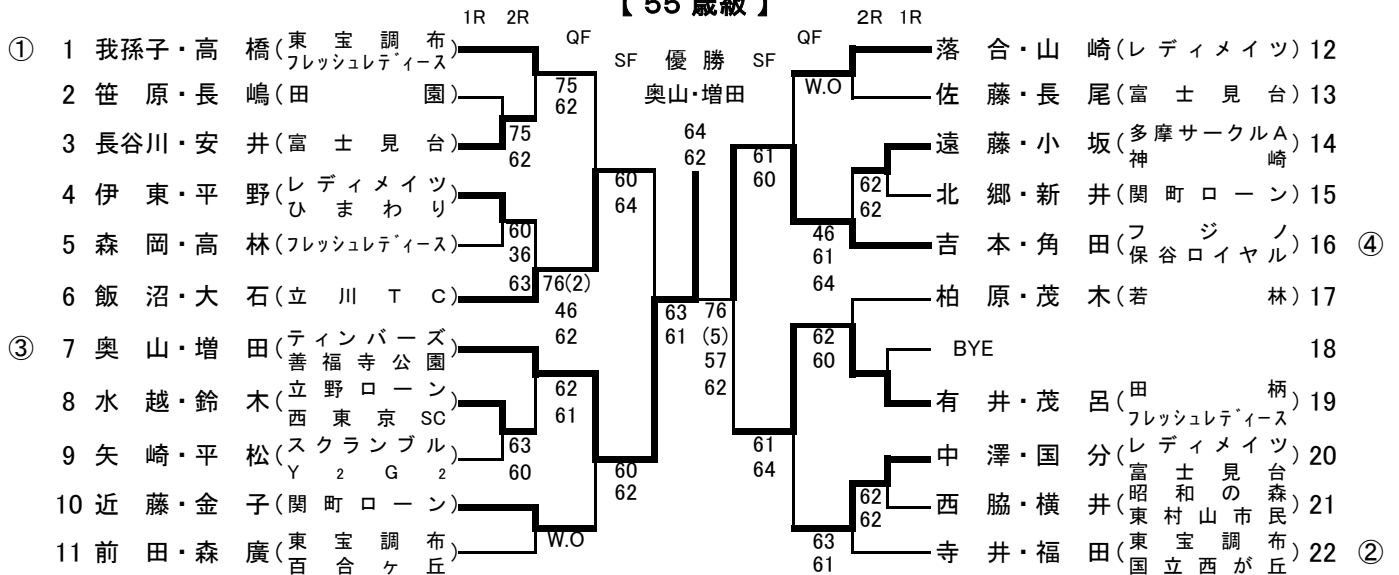 【 55 歳級 】
1R 2R
QF
SF 優 勝 SF
奥山・増田
64
62
QF
2R 1R
① 1 我孫子・高 橋(東 宝 調 布 フレッシュレディース)
2 笹 原・長 嶋(田 園)
3 長谷川・安 井(富 士 見 台)
4 伊 東・平 野(レディメイツ ひまわり)
5 森 岡・高 林(フレッシュレディース)
6 飯 沼・大 石(立 川 T C)
③ 7 奥 山・増 田(ティンバーズ 善福寺公園)
8 水 越・鈴 木(立野ローン 西東京SC)
9 矢 崎・平 松(スクランブル Y2G2)
10 近 藤・金 子(関町ローン)
11 前 田・森 廣(東宝調布 百合ヶ丘)
75
62
75
62
60
36
63
76(2)
46
62
60
64
62
61
63
60
W.O
60
62
63
61
76
(5)
57
62
落 合・山 崎(レディメイツ) 12
佐 藤・長 尾(富 士 見 台) 13
遠 藤・小 坂(多摩サークルA 神 崎) 14
北 郷・新 井(関町ローン) 15
吉 本・角 田(フ ジ ノ 保谷ロイヤル) 16 ④
柏 原・茂 木(若 林) 17
BYE 18
有 井・茂 呂(田 柄 フレッシュレディース) 19
中 澤・国 分(レディメイツ 富 士 見 台) 20
西 脇・横 井(昭和の森 東村山市民) 21
寺 井・福 田(東宝調布 国立西が丘) 22 ②
W.O
61
60
62
62
46
61
64
62
60
61
64
62
62
63
61